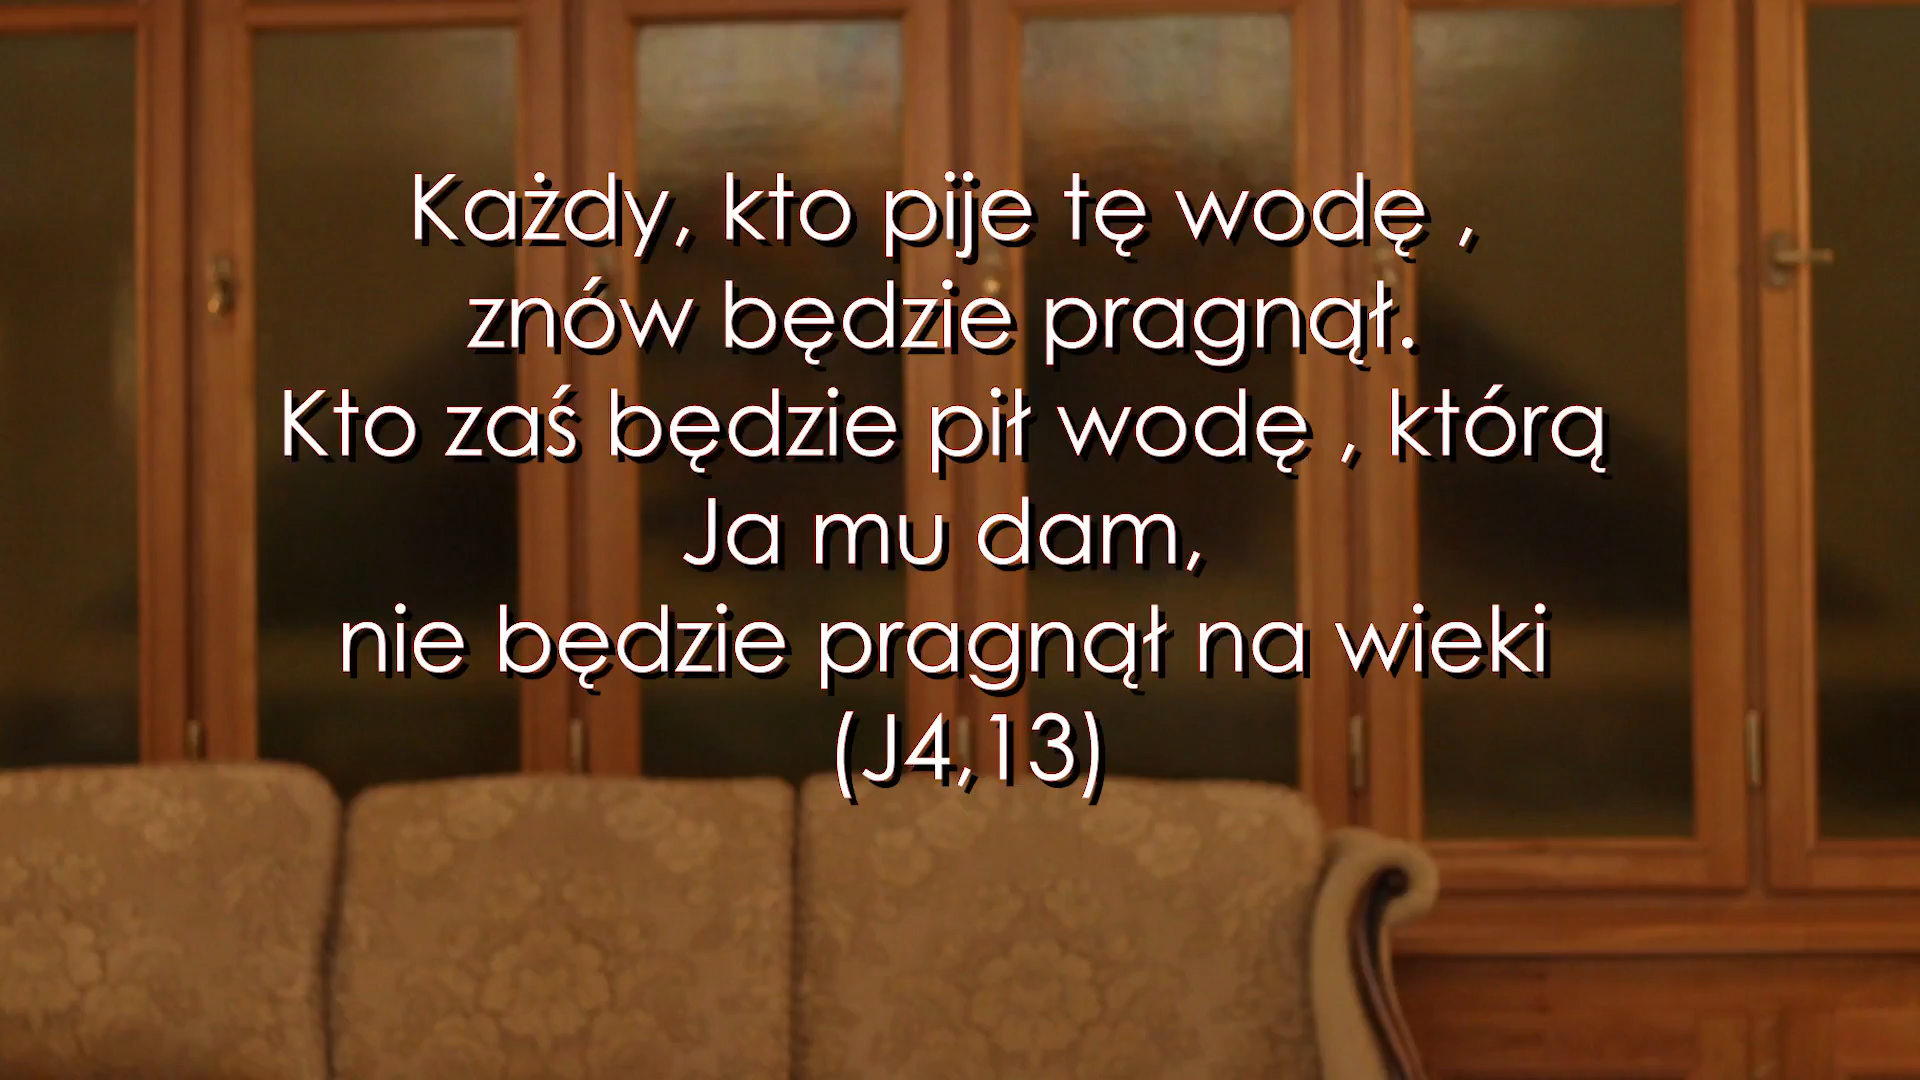 Każdy, kto pije tę wodę ,
znów będzie pragnął.
Kto zaś będzie pił wodę , którą
Ja mu dam,
nie będzie pragnął na wieki
(J4,13)